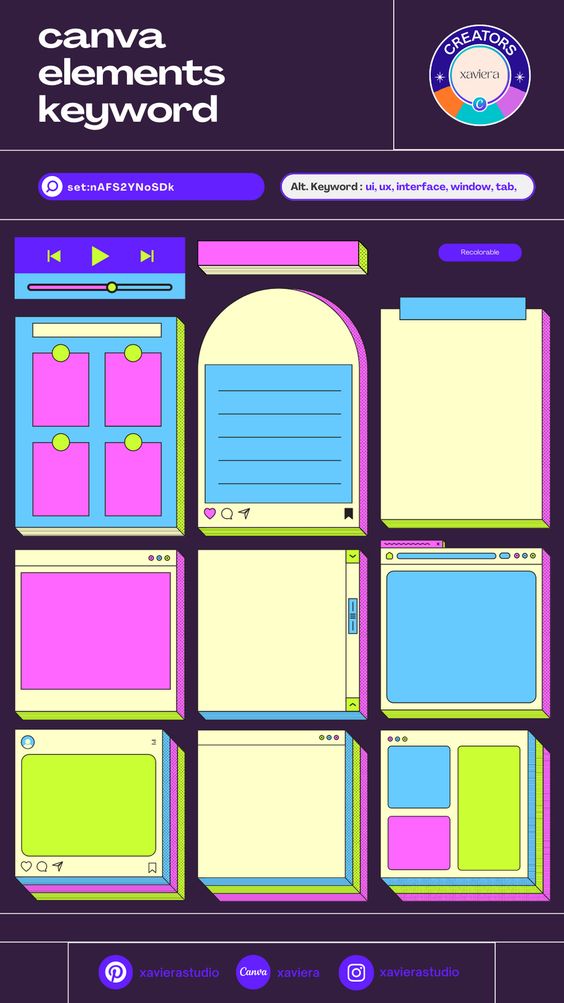 canva
elements
keyword
CREATORS
xaviera
C
set:nAFS2YNoSDk
Alt. Keyword : ui, ux, interface, window, tab,
Recolorable
xavierastudio
Canva
xaviera
xavierastudio